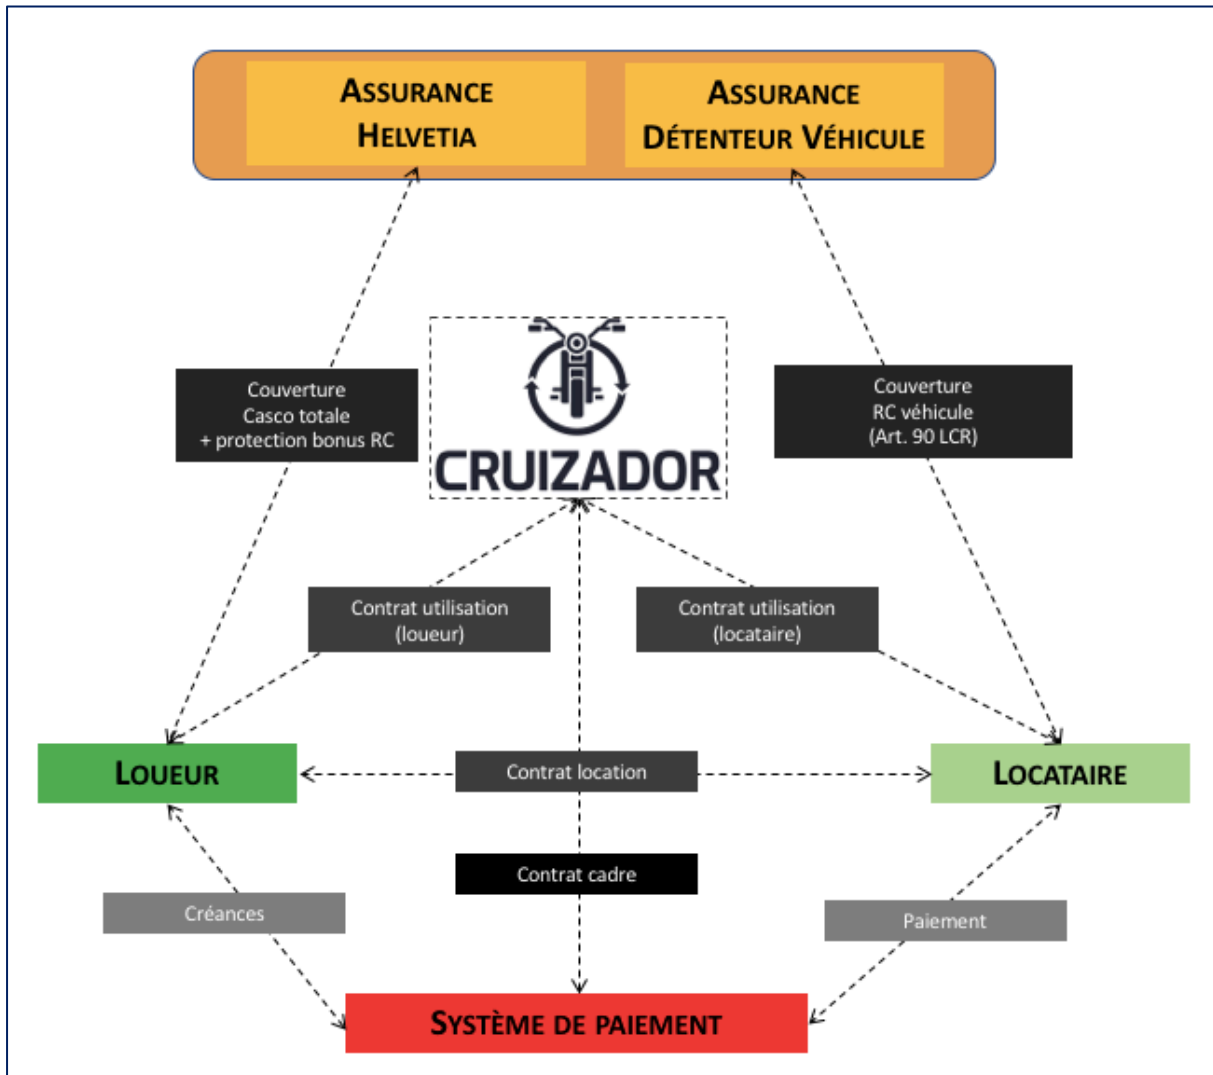 ASSURANCE
HELVETIA
ASSURANCE
DÉTENTEUR VÉHICULE
Couverture
Casco totale
+ protection bonus RC
CRUIZADOR
Couverture
RC véhicule
(Art. 90 LCR)
Contrat utilisation
(loueur)
Contrat utilisation
(locataire)
LOUEUR
Contrat location
LOCATAIRE
Contrat cadre
Créances
Paiement
SYSTÈME DE PAIEMENT